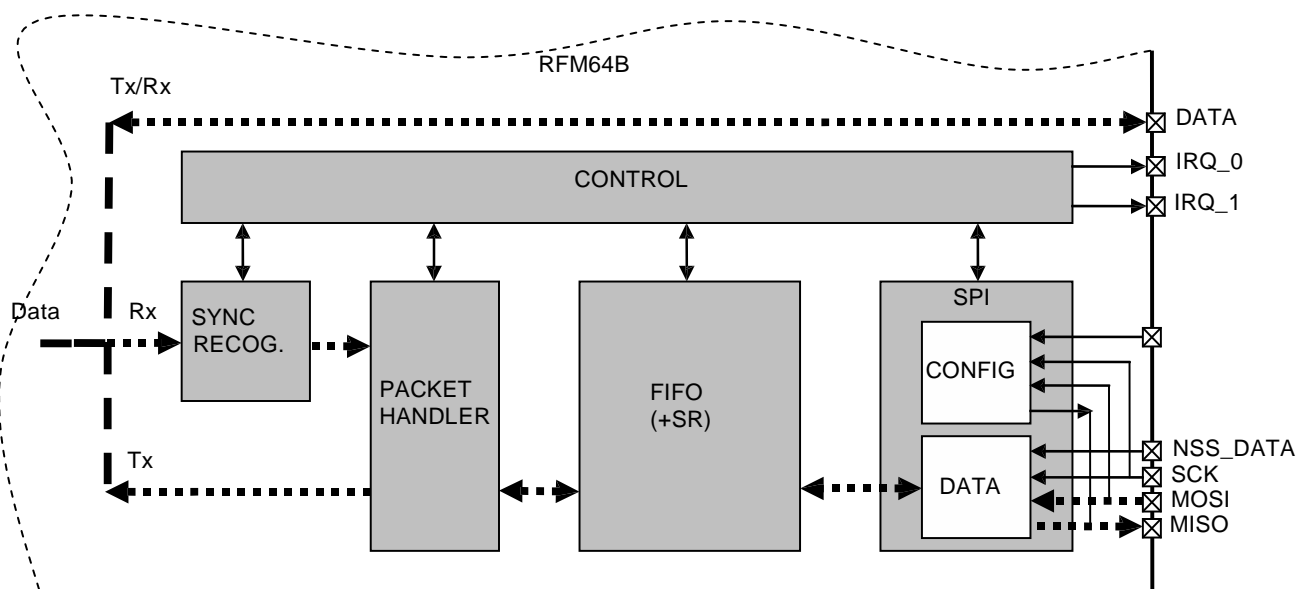 RFM64B
Tx/Rx
DATA
IRQ_0
CONTROL
IRQ_1
SPI
Data
Rx
SYNC
RECOG.
CONFIG
PACKET
HANDLER
FIFO
(+SR)
NSS_DATA
Tx
SCK
DATA
MOSI
MISO